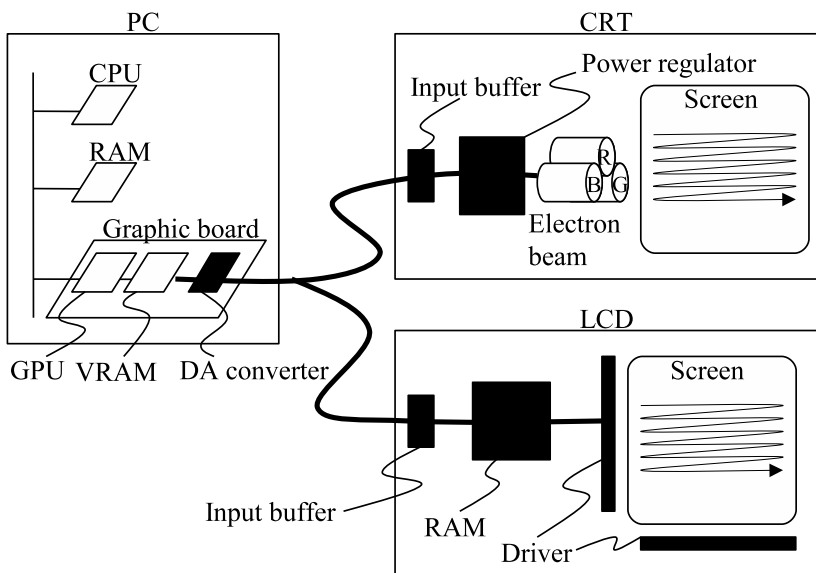 PC
CPU
RAM
Graphic board
GPU
VRAM
DA converter
CRT
Power regulator
Input buffer
Screen
R
B
G
Electron
beam
LCD
Screen
Input buffer
RAM
Driver